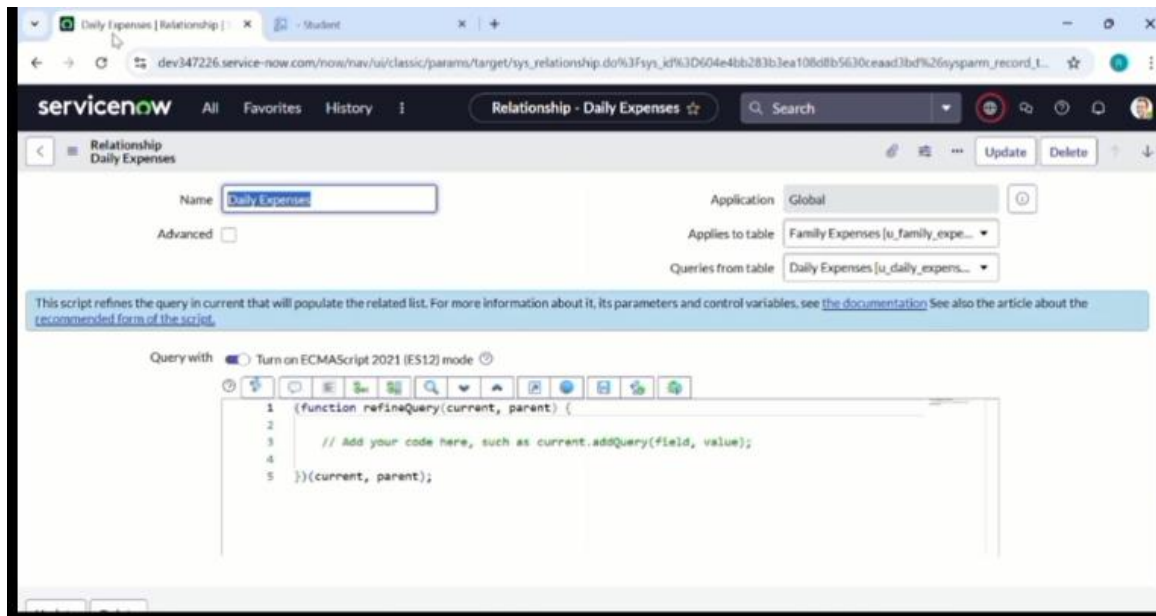 Daily Expenses | Relationship [
- Student
dev347226.service-now.com/now/nav/ui/classic/params/target/sys_relationship.do%3Fsys_id%3D604e4bb283b3ea108d8b5630ceaad3bd%26sysparm_record_t...
servicenow All Favorites History Relationship - Daily Expenses Search
Relationship
Daily Expenses
Update Delete
Name Daily Expenses Application Global
Advanced Applies to table Family Expenses [u_family_expe...
Queries from table Daily Expenses [u_daily_expens...
This script refines the query in current that will populate the related list. For more information about it, its parameters and control variables, see the documentation See also the article about the
recommended form of the script.
Query with Turn on ECMAScript 2021 (ES12) mode
1 (function refineQuery(current, parent) {
2
3 // Add your code here, such as current.addQuery(field, value);
4
5 })(current, parent);